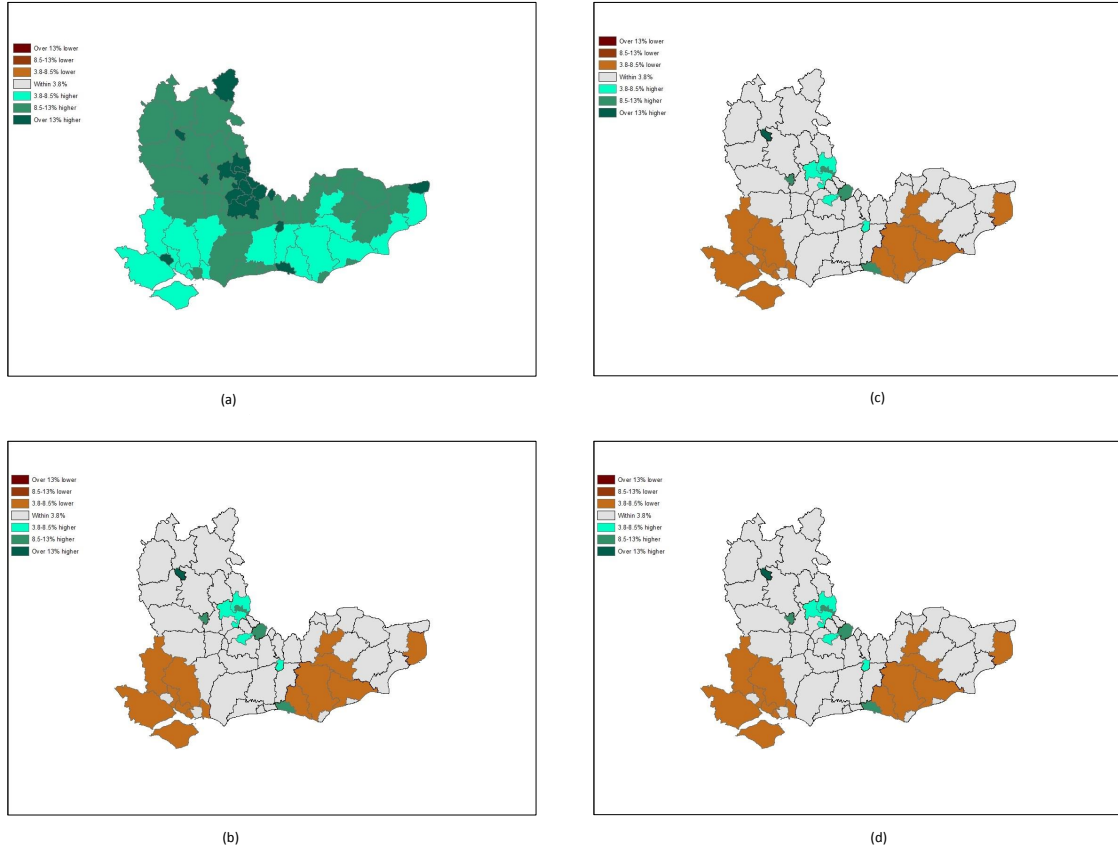 Over 13% lower
8.5-13% lower
3.8-8.5% lower
Within 3.8%
3.8-8.5% higher
8.5-13% higher
Over 13% higher
(a)
Over 13% lower
8.5-13% lower
3.8-8.5% lower
Within 3.8%
3.8-8.5% higher
8.5-13% higher
Over 13% higher
(c)
Over 13% lower
8.5-13% lower
3.8-8.5% lower
Within 3.8%
3.8-8.5% higher
8.5-13% higher
Over 13% higher
(b)
Over 13% lower
8.5-13% lower
3.8-8.5% lower
Within 3.8%
3.8-8.5% higher
8.5-13% higher
Over 13% higher
(d)